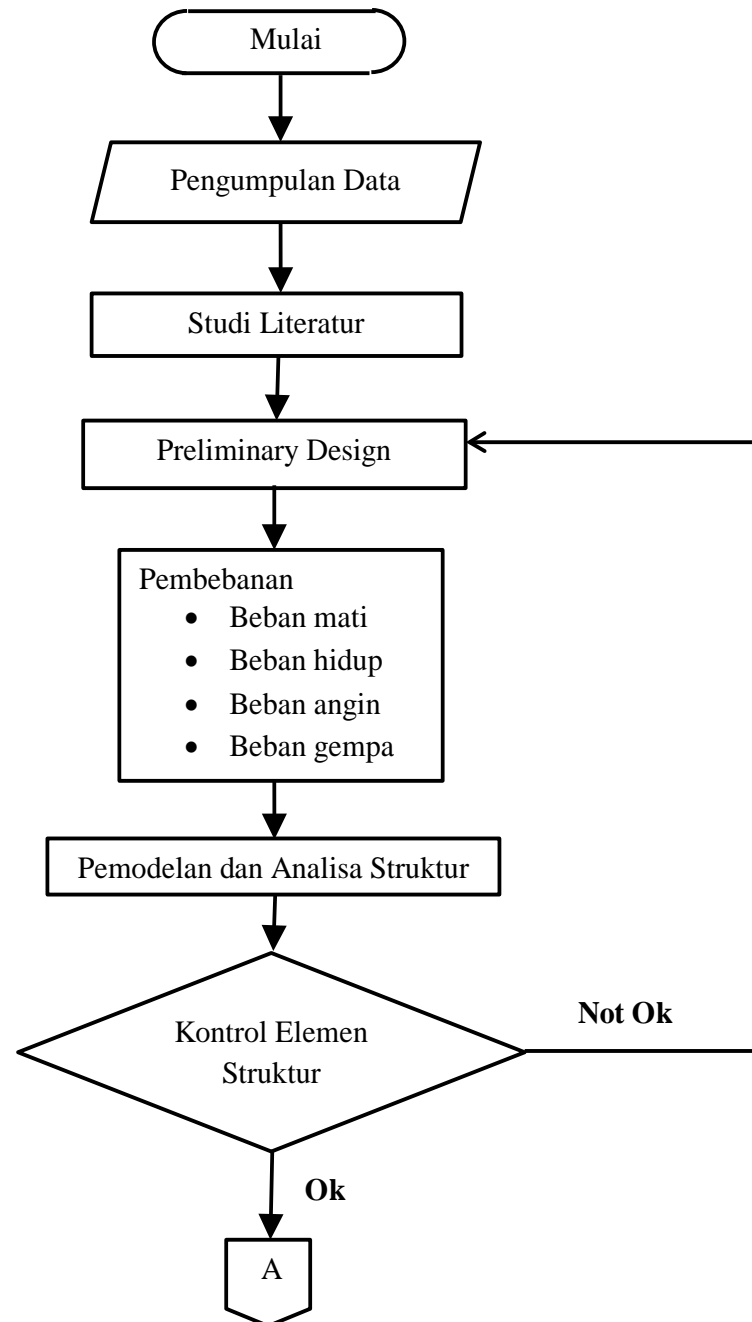 Mulai
Pengumpulan Data
Studi Literatur
Preliminary Design
Pembebanan
• Beban mati
• Beban hidup
• Beban angin
• Beban gempa
Pemodelan dan Analisa Struktur
Kontrol Elemen
Struktur
Not Ok
Ok
A